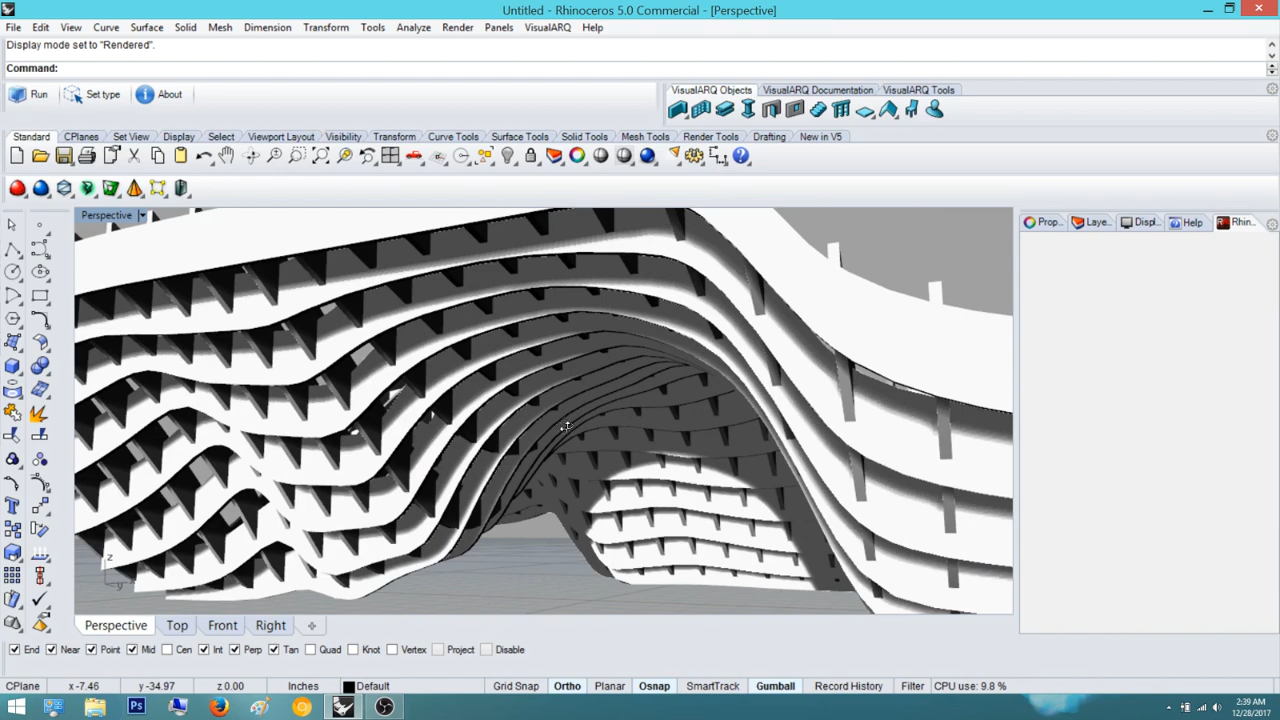 Untitled - Rhinoceros 5.0 Commercial - [Perspective]
File Edit View Curve Surface Solid Mesh Dimension Transform Tools Analyze Render Panels VisualARQ Help
Display mode set to "Rendered".
Command:
Run Set type About
VisualARQ Objects VisualARQ Documentation VisualARQ Tools
Standard CPlanes Set View Display Select Viewport Layout Visibility Transform Curve Tools Surface Tools Solid Tools Mesh Tools Render Tools Drafting New in V5
Perspective
Prop... Laye... Displ... Help Rhin...
z
y
Perspective Top Front Right
End Near Point Mid Cen Int Perp Tan Quad Knot Vertex Project Disable
CPlane x -7.46 y -34.97 z 0.00 Inches Default Grid Snap Ortho Planar Osnap SmartTrack Gumball Record History Filter CPU use: 9.8 %
Ps
2:39 AM
12/28/2017